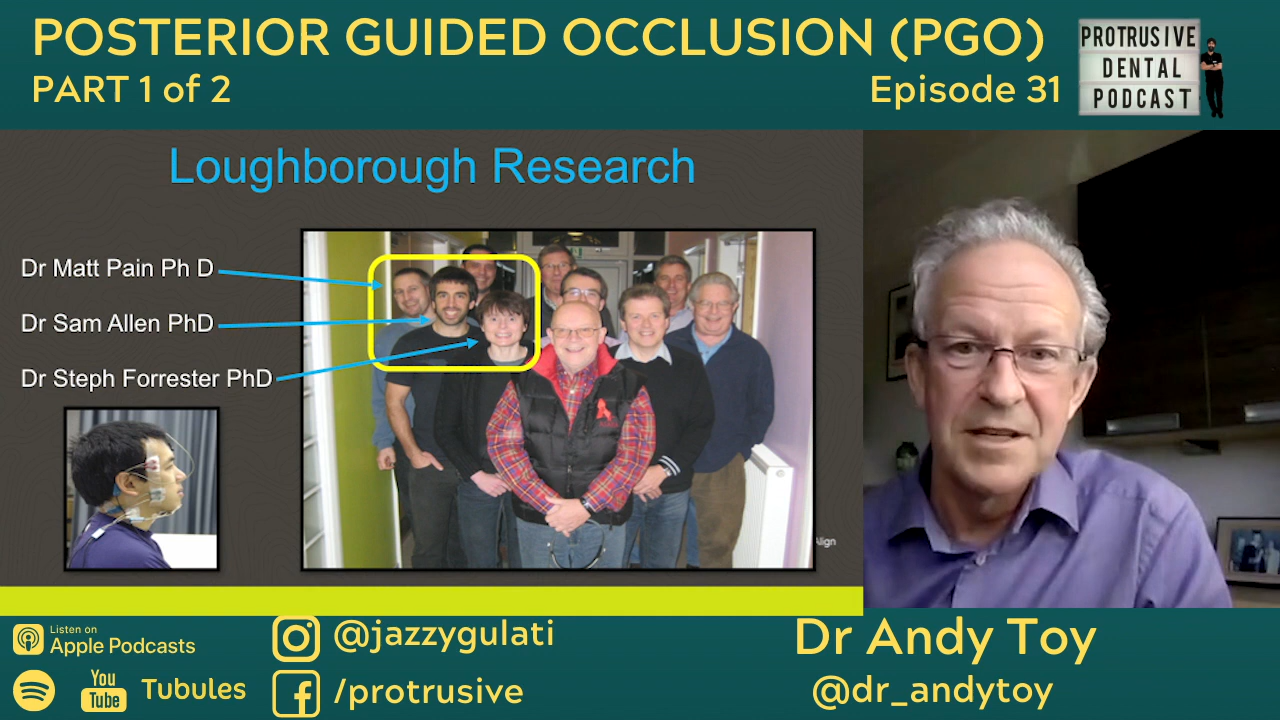 POSTERIOR GUIDED OCCLUSION (PGO)
PART 1 of 2
Episode 31
PROTRUSIVE
DENTAL
PODCAST
Loughborough Research
Dr Matt Pain Ph D
Dr Sam Allen PhD
Dr Steph Forrester PhD
Align
Listen on
Apple Podcasts
@jazzygulati
You
Tube
Tubules
/protrusive
Dr Andy Toy
@dr_andytoy